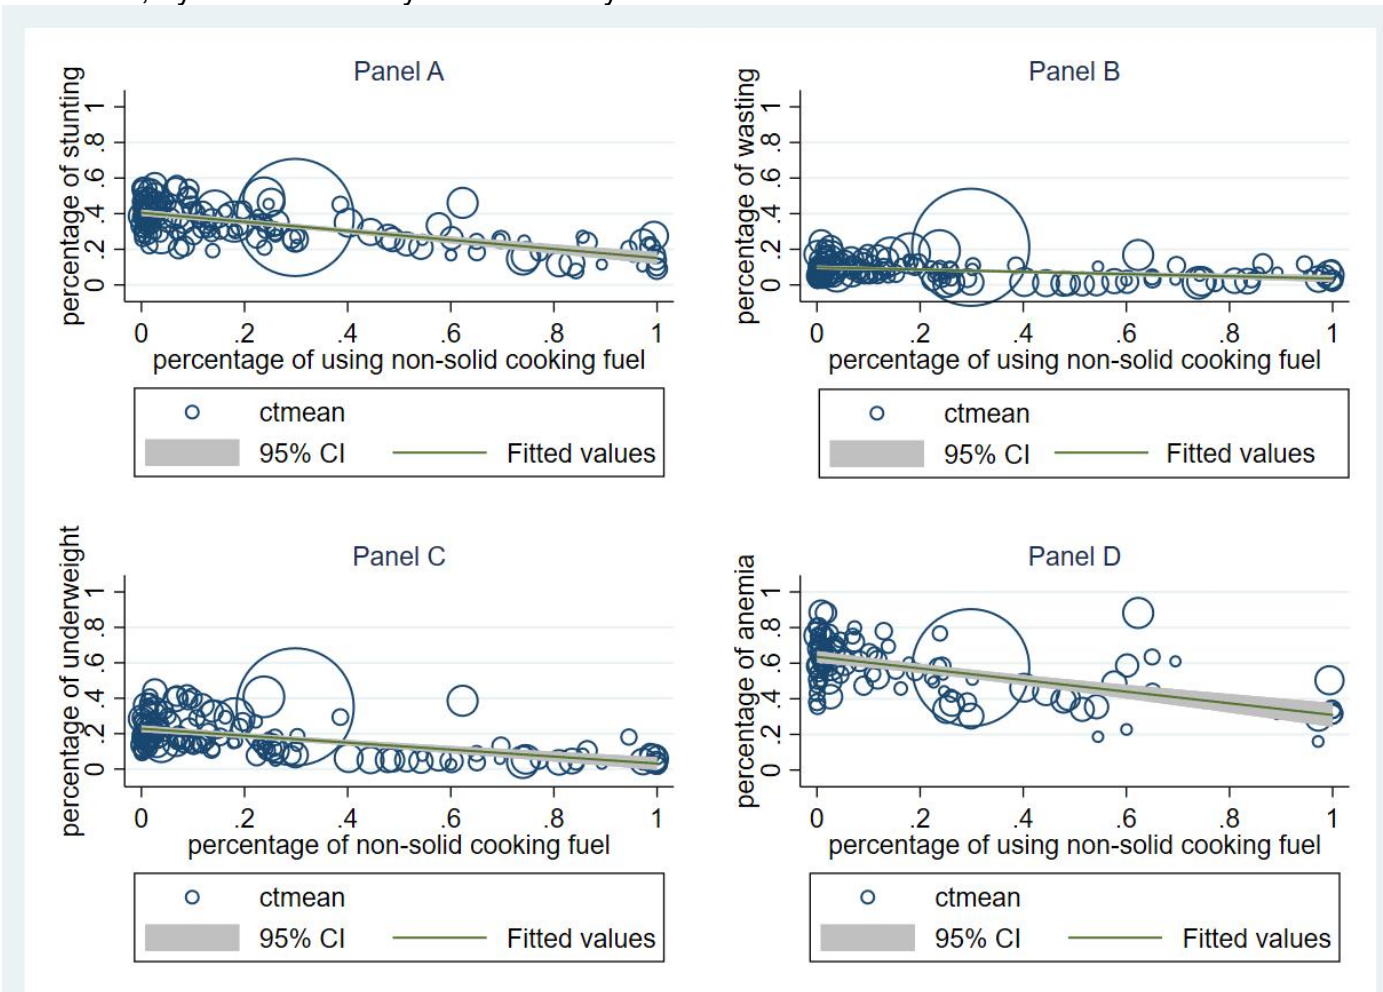 Panel A
percentage of stunting
0 .2 .4 .6 .8 1
0 .2 .4 .6 .8 1
percentage of using non-solid cooking fuel
ctmean
95% CI Fitted values
Panel B
percentage of wasting
0 .2 .4 .6 .8 1
0 .2 .4 .6 .8 1
percentage of using non-solid cooking fuel
ctmean
95% CI Fitted values
Panel C
percentage of underweight
0 .2 .4 .6 .8 1
0 .2 .4 .6 .8 1
percentage of non-solid cooking fuel
ctmean
95% CI Fitted values
Panel D
percentage of anemia
0 .2 .4 .6 .8 1
0 .2 .4 .6 .8 1
percentage of using non-solid cooking fuel
ctmean
95% CI Fitted values